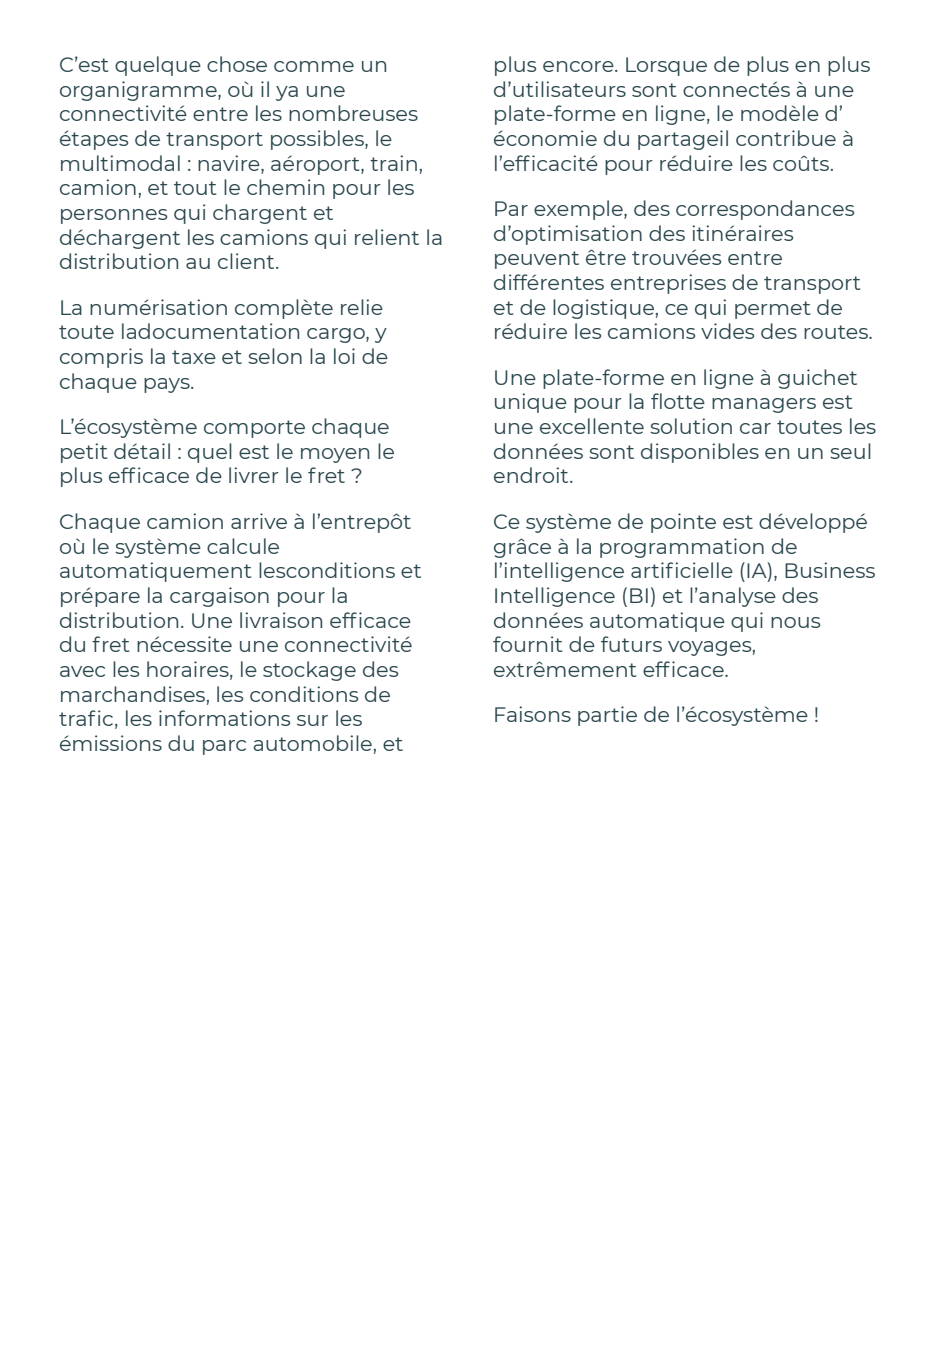 C’est quelque chose comme un
organigramme, où il ya une
connectivité entre les nombreuses
étapes de transport possibles, le
multimodal : navire, aéroport, train,
camion, et tout le chemin pour les
personnes qui chargent et
déchargent les camions qui relient la
distribution au client.
La numérisation complète relie
toute ladocumentation cargo, y
compris la taxe et selon la loi de
chaque pays.
L’écosystème comporte chaque
petit détail : quel est le moyen le
plus efficace de livrer le fret ?
Chaque camion arrive à l’entrepôt
où le système calcule
automatiquement lesconditions et
prépare la cargaison pour la
distribution. Une livraison efficace
du fret nécessite une connectivité
avec les horaires, le stockage des
marchandises, les conditions de
trafic, les informations sur les
émissions du parc automobile, et
plus encore. Lorsque de plus en plus
d’utilisateurs sont connectés à une
plate-forme en ligne, le modèle d’
économie du partageil contribue à
l’efficacité pour réduire les coûts.
Par exemple, des correspondances
d’optimisation des itinéraires
peuvent être trouvées entre
différentes entreprises de transport
et de logistique, ce qui permet de
réduire les camions vides des routes.
Une plate-forme en ligne à guichet
unique pour la flotte managers est
une excellente solution car toutes les
données sont disponibles en un seul
endroit.
Ce système de pointe est développé
grâce à la programmation de
l’intelligence artificielle (IA), Business
Intelligence (BI) et l’analyse des
données automatique qui nous
fournit de futurs voyages,
extrêmement efficace.
Faisons partie de l’écosystème !